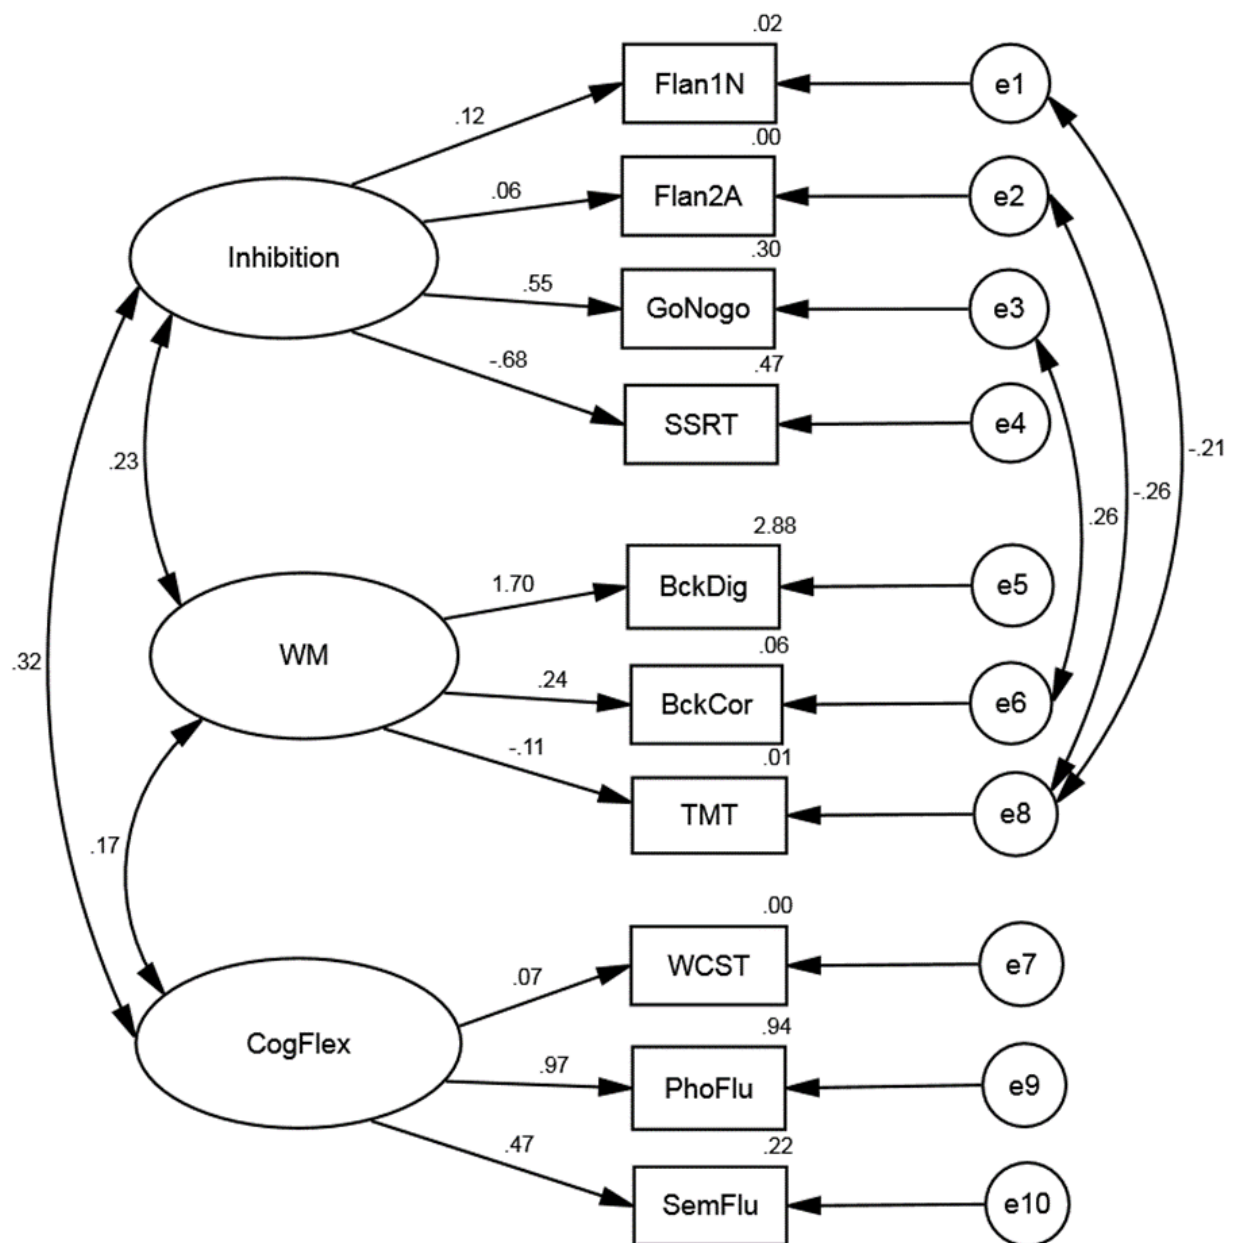 .02
Flan1N
e1
.12
.00
Flan2A
e2
.06
.30
Inhibition
GoNogo
e3
.55
.47
-.68
SSRT
e4
.23
-.21
-.26
.26
2.88
BckDig
e5
1.70
.06
WM
.32
.24
BckCor
e6
.01
-.11
TMT
e8
.17
.00
WCST
e7
.07
.94
CogFlex
.97
PhoFlu
e9
.22
.47
SemFlu
e10